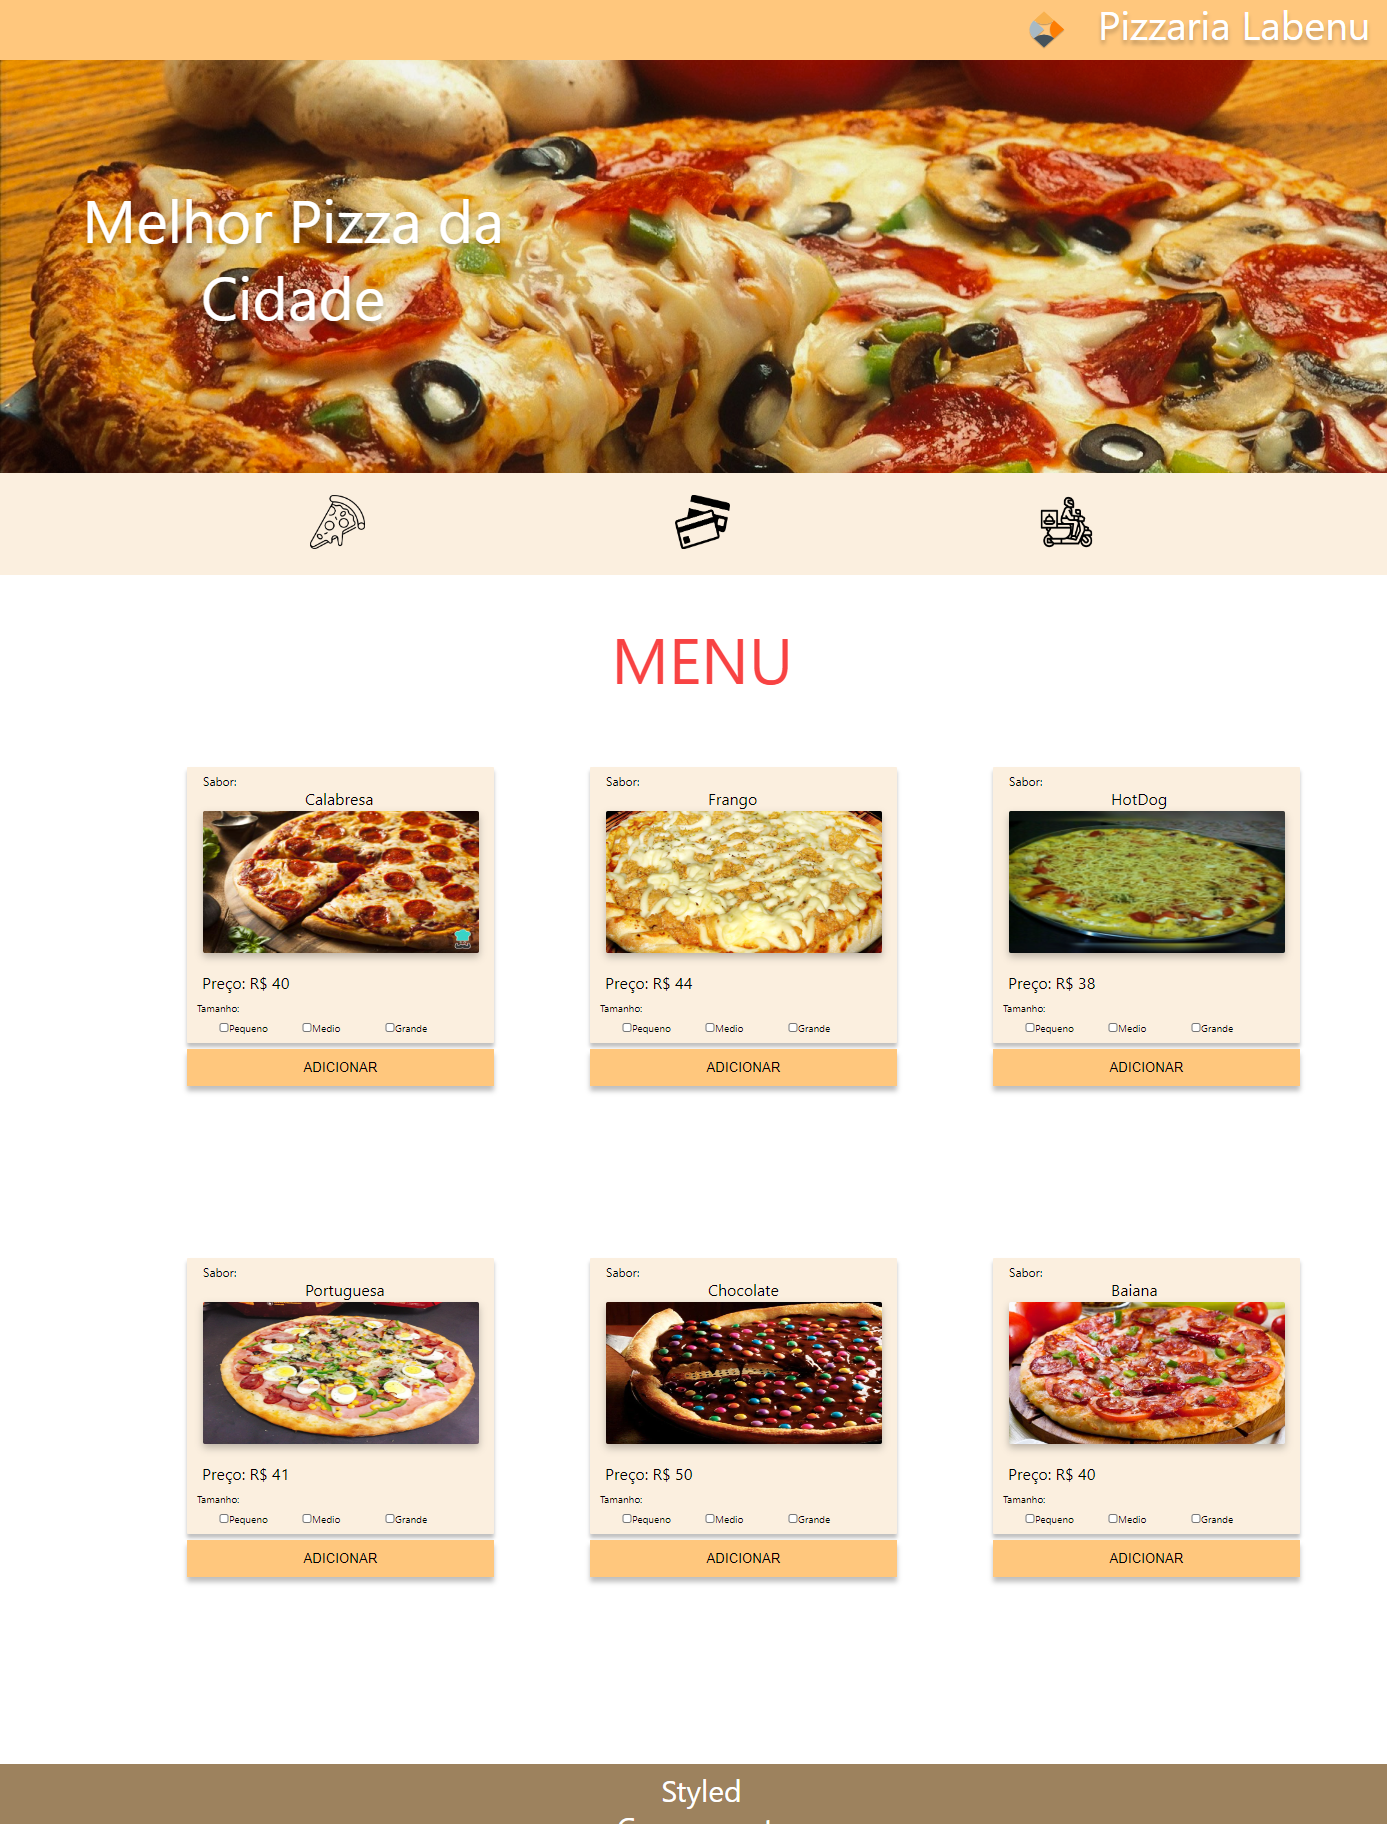 Pizzaria Labenu
Melhor Pizza da
Cidade
MENU
Sabor:
Calabresa
Preço: R$ 40
Tamanho:
Pequeno Medio Grande
ADICIONAR
Sabor:
Frango
Preço: R$ 44
Tamanho:
Pequeno Medio Grande
ADICIONAR
Sabor:
HotDog
Preço: R$ 38
Tamanho:
Pequeno Medio Grande
ADICIONAR
Sabor:
Portuguesa
Preço: R$ 41
Tamanho:
Pequeno Medio Grande
ADICIONAR
Sabor:
Chocolate
Preço: R$ 50
Tamanho:
Pequeno Medio Grande
ADICIONAR
Sabor:
Baiana
Preço: R$ 40
Tamanho:
Pequeno Medio Grande
ADICIONAR
Styled